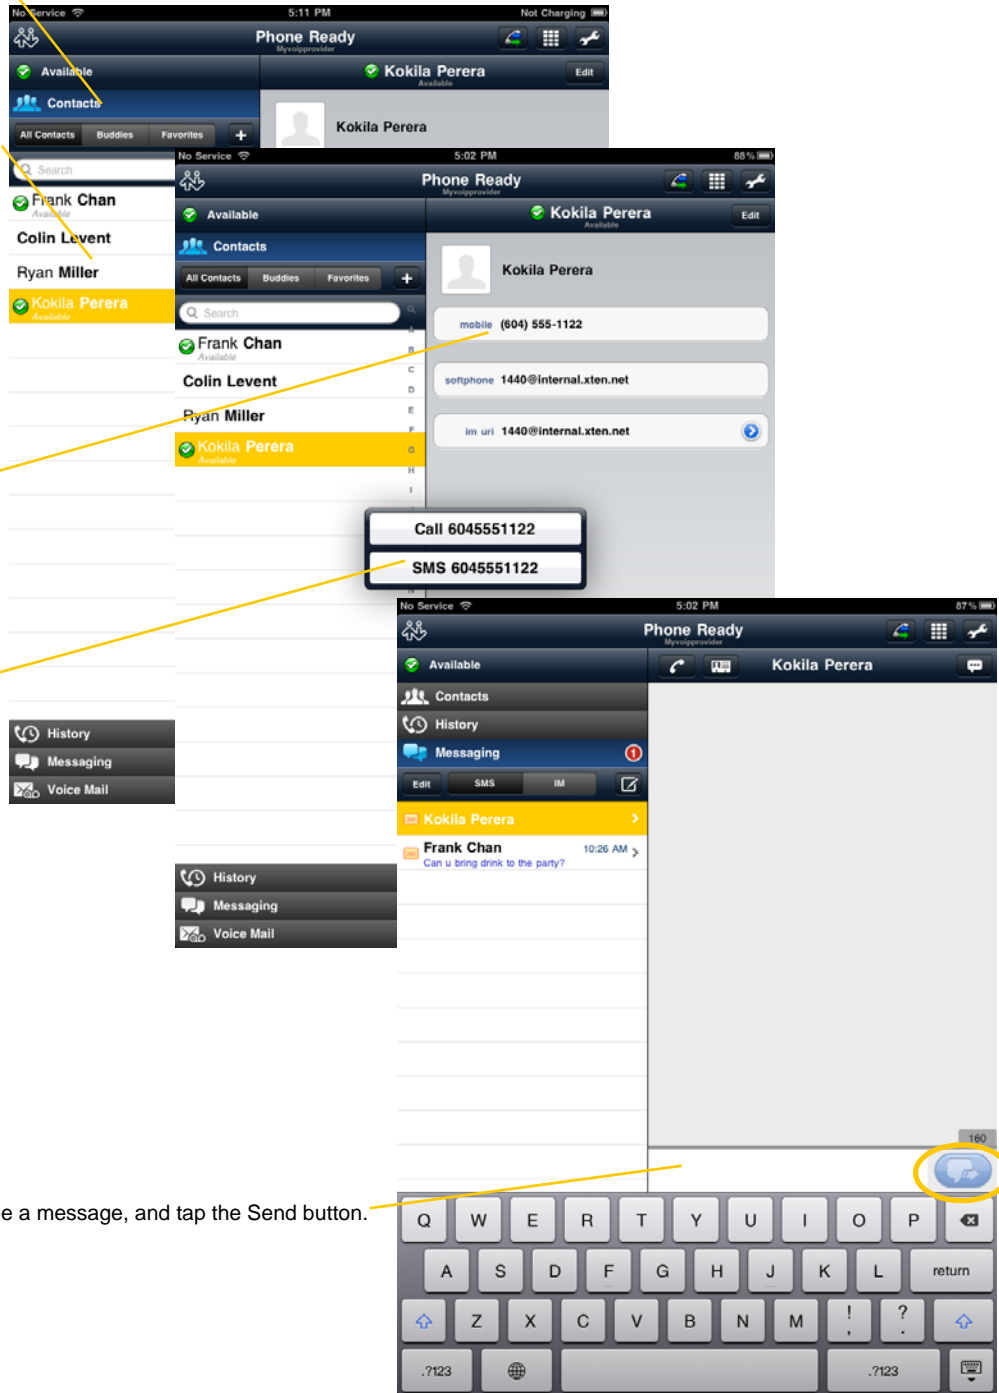 No Service 5:11 PM Not Charging
Phone Ready
Myvoipprovider
Available
Kokila Perera
Available
Edit
Contacts
All Contacts Buddies Favorites +
Kokila Perera
Search
Frank Chan
Available
Colin Levent
Ryan Miller
Kokila Perera
Available
History
Messaging
Voice Mail
No Service 5:02 PM 88%
Phone Ready
Myvoipprovider
Available
Kokila Perera
Available
Edit
Contacts
All Contacts Buddies Favorites +
Kokila Perera
Search
mobile (604) 555-1122
softphone 1440@internal.xten.net
im uri 1440@internal.xten.net
Frank Chan
Available
Colin Levent
Ryan Miller
Kokila Perera
Available
A
B
C
D
E
F
G
H
I
N
Call 6045551122
SMS 6045551122
History
Messaging
Voice Mail
No Service 5:02 PM 87%
Phone Ready
Myvoipprovider
Available
Kokila Perera
Contacts
History
Messaging 1
Edit SMS IM
Kokila Perera
Frank Chan 10:26 AM
Can u bring drink to the party?
160
e a message, and tap the Send button.
Q W E R T Y U I O P
A S D F G H J K L return
Z X C V B N M ! , ? .
.?123 .?123